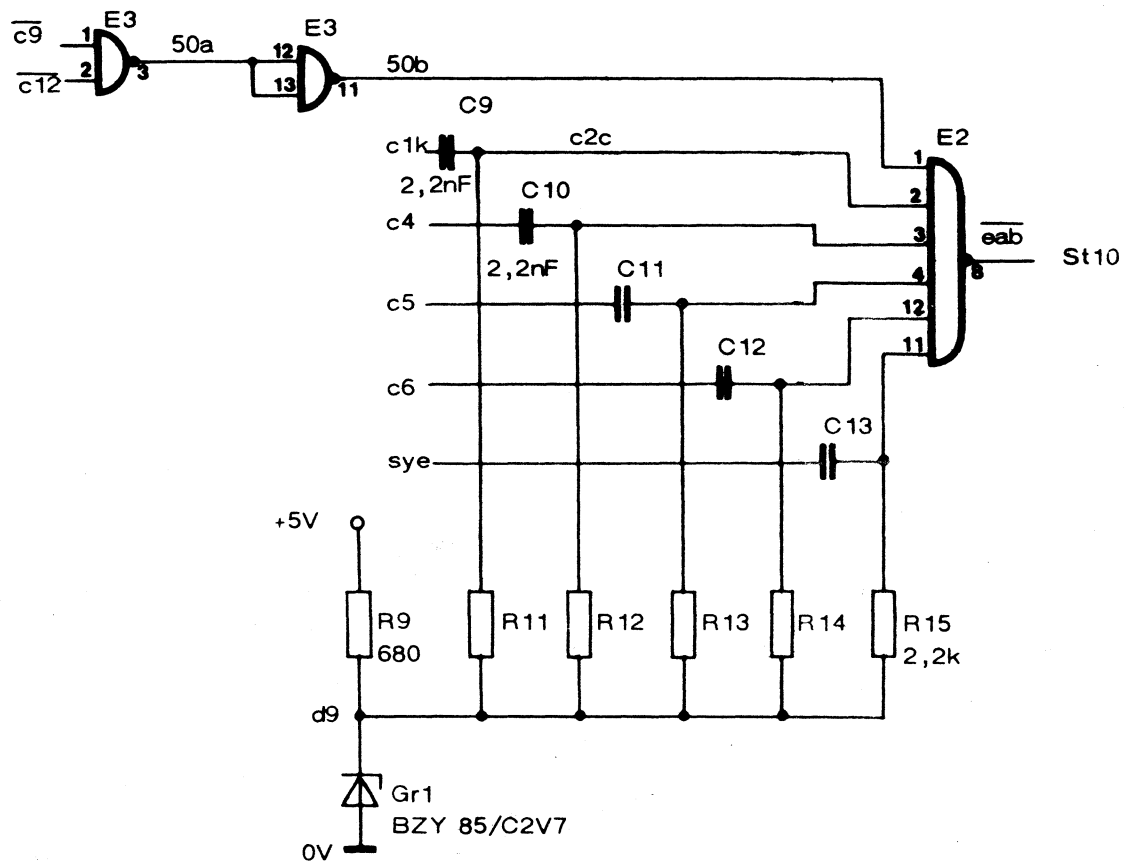 E3
c9
1
2
c12
3
50a
E3
12
13
11
50b
C9
c1k
2,2nF
c2c
C10
c4
2,2nF
C11
c5
C12
c6
C13
sye
E2
1
2
3
4
12
11
8
eab
St10
+5V
R9
680
R11
R12
R13
R14
R15
2,2k
d9
Gr1
BZY 85/C2V7
0V